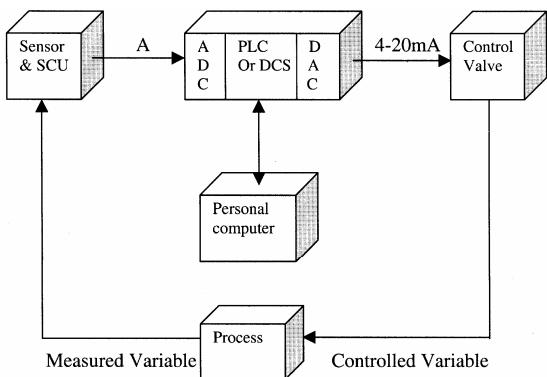 Sensor
& SCU
A
A
D
C
PLC
Or DCS
D
A
C
4-20mA
Control
Valve
Personal
computer
Process
Measured Variable
Controlled Variable